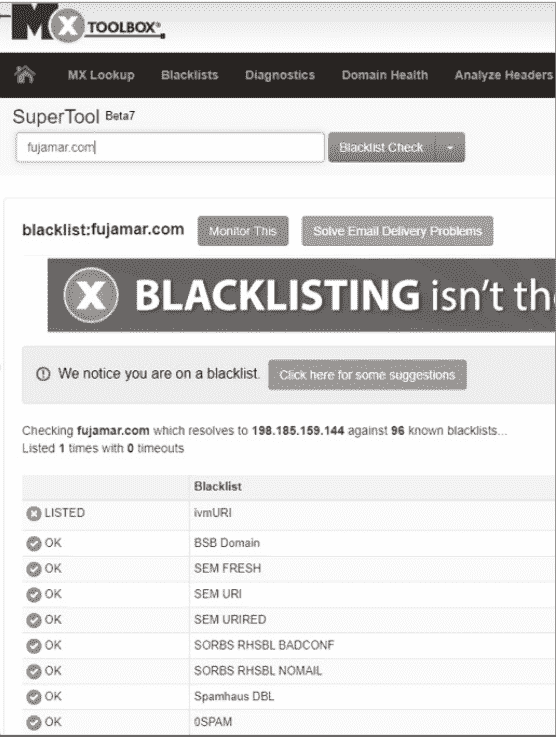 MX TOOLBOX®
MX Lookup Blacklists Diagnostics Domain Health Analyze Headers
SuperTool Beta7
fujamar.com
Blacklist Check
blacklist:fujamar.com Monitor This Solve Email Delivery Problems
X BLACKLISTING isn't the
We notice you are on a blacklist. Click here for some suggestions
Checking fujamar.com which resolves to 198.185.159.144 against 96 known blacklists...
Listed 1 times with 0 timeouts
Blacklist
LISTED ivmURI
OK BSB Domain
OK SEM FRESH
OK SEM URI
OK SEM URIRED
OK SORBS RHSBL BADCONF
OK SORBS RHSBL NOMAIL
OK Spamhaus DBL
OK 0SPAM